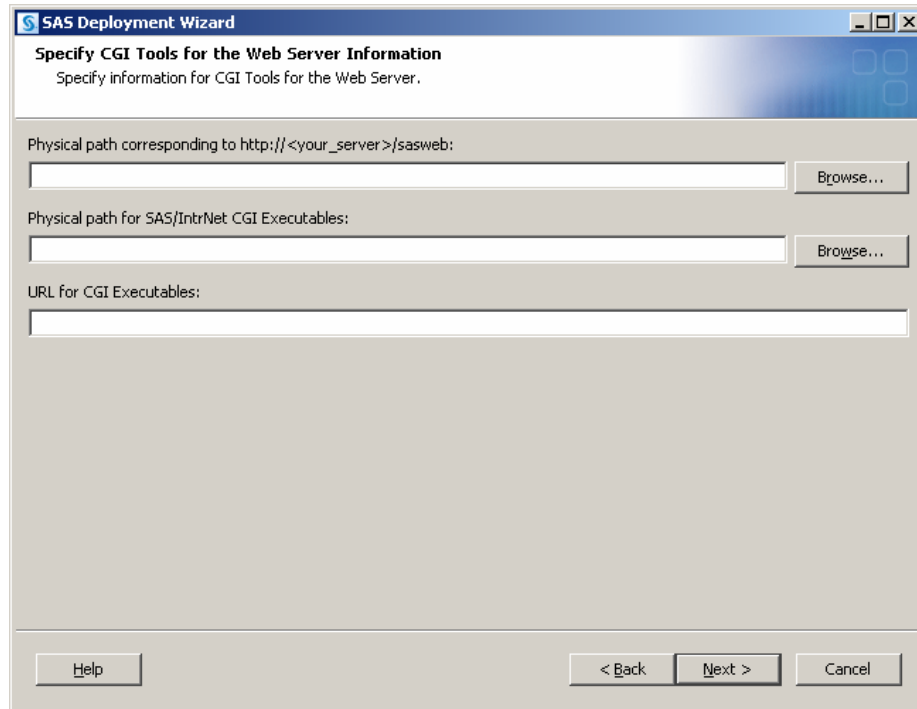 SAS Deployment Wizard
Specify CGI Tools for the Web Server Information
Specify information for CGI Tools for the Web Server.
Physical path corresponding to http://<your_server>/sasweb:
Browse...
Physical path for SAS/IntrNet CGI Executables:
Browse...
URL for CGI Executables:
Help
< Back
Next >
Cancel